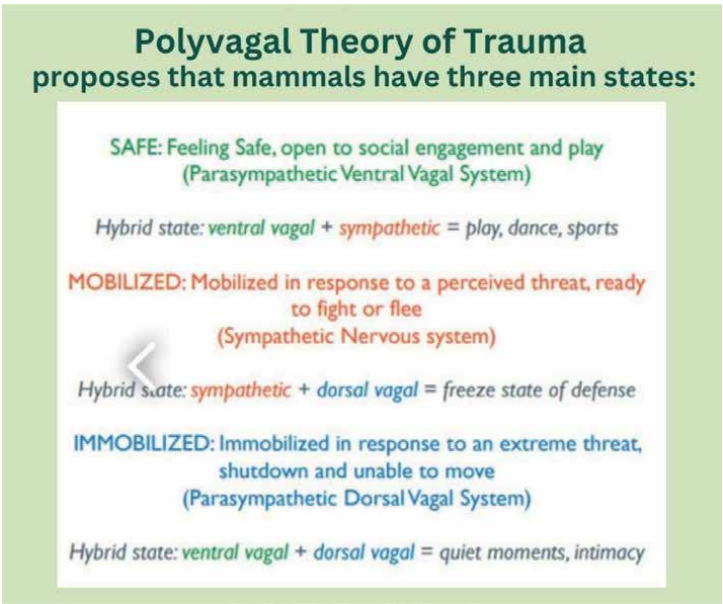 Polyvagal Theory of Trauma
proposes that mammals have three main states:
SAFE: Feeling Safe, open to social engagement and play
(Parasympathetic Ventral Vagal System)
Hybrid state: ventral vagal + sympathetic = play, dance, sports
MOBILIZED: Mobilized in response to a perceived threat, ready
to fight or flee
(Sympathetic Nervous system)
Hybrid state: sympathetic + dorsal vagal = freeze state of defense
IMMOBILIZED: Immobilized in response to an extreme threat,
shutdown and unable to move
(Parasympathetic Dorsal Vagal System)
Hybrid state: ventral vagal + dorsal vagal = quiet moments, intimacy